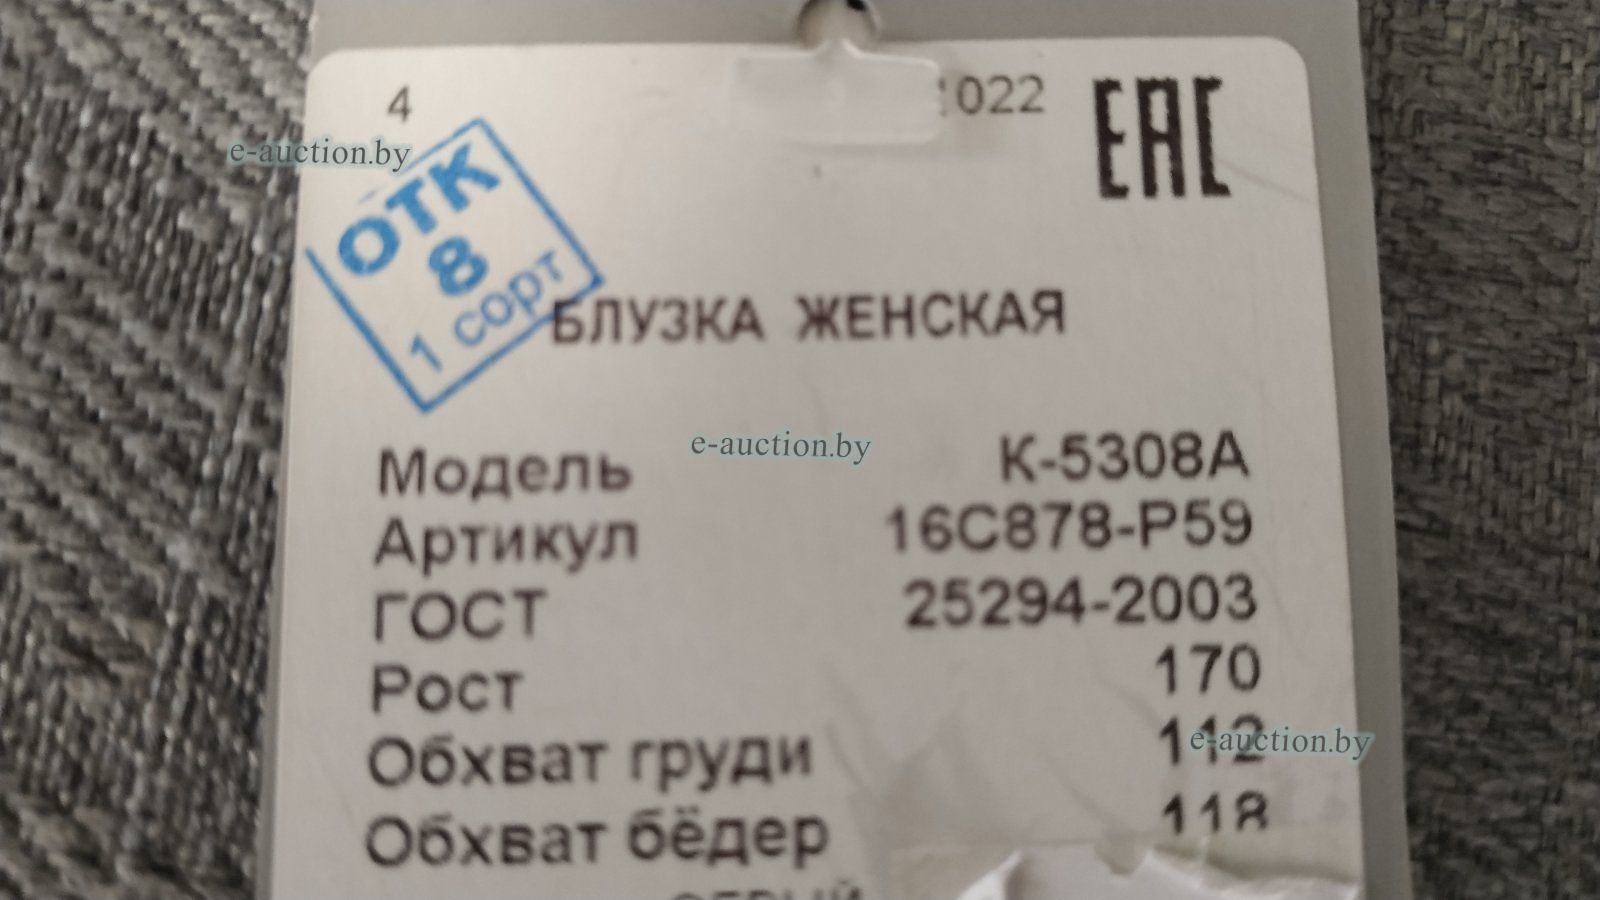 4
022
EAC
e-auction.by
ОТК
8
1 сорт
БЛУЗКА ЖЕНСКАЯ
e-auction.by
Модель К-5308А
Артикул 16С878-Р59
ГОСТ 25294-2003
Рост 170
Обхват груди 112
e-auction.by
Обхват бёдер 118